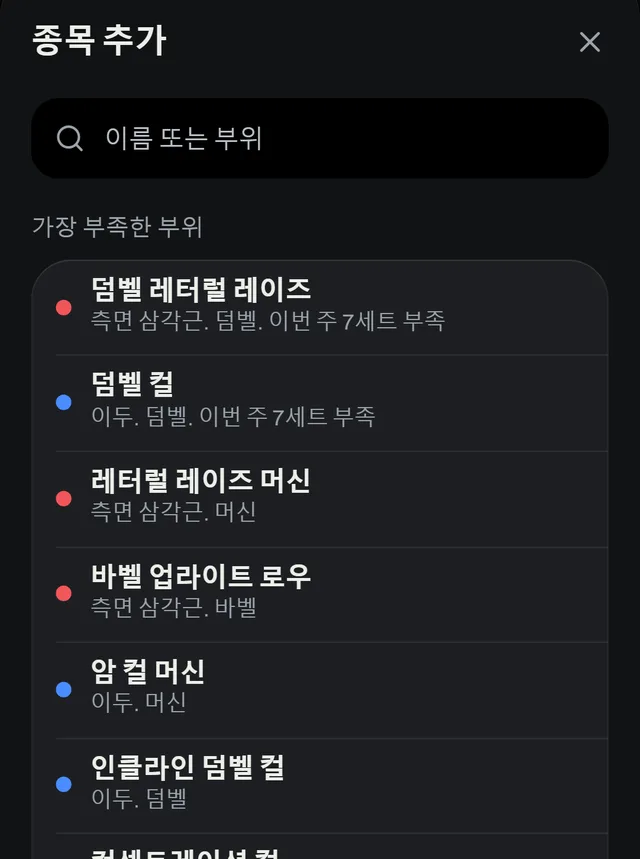 종목 추가
이름 또는 부위
가장 부족한 부위
덤벨 레터럴 레이즈
측면 삼각근. 덤벨. 이번 주 7세트 부족
덤벨 컬
이두. 덤벨. 이번 주 7세트 부족
레터럴 레이즈 머신
측면 삼각근. 머신
바벨 업라이트 로우
측면 삼각근. 바벨
암 컬 머신
이두. 머신
인클라인 덤벨 컬
이두. 덤벨